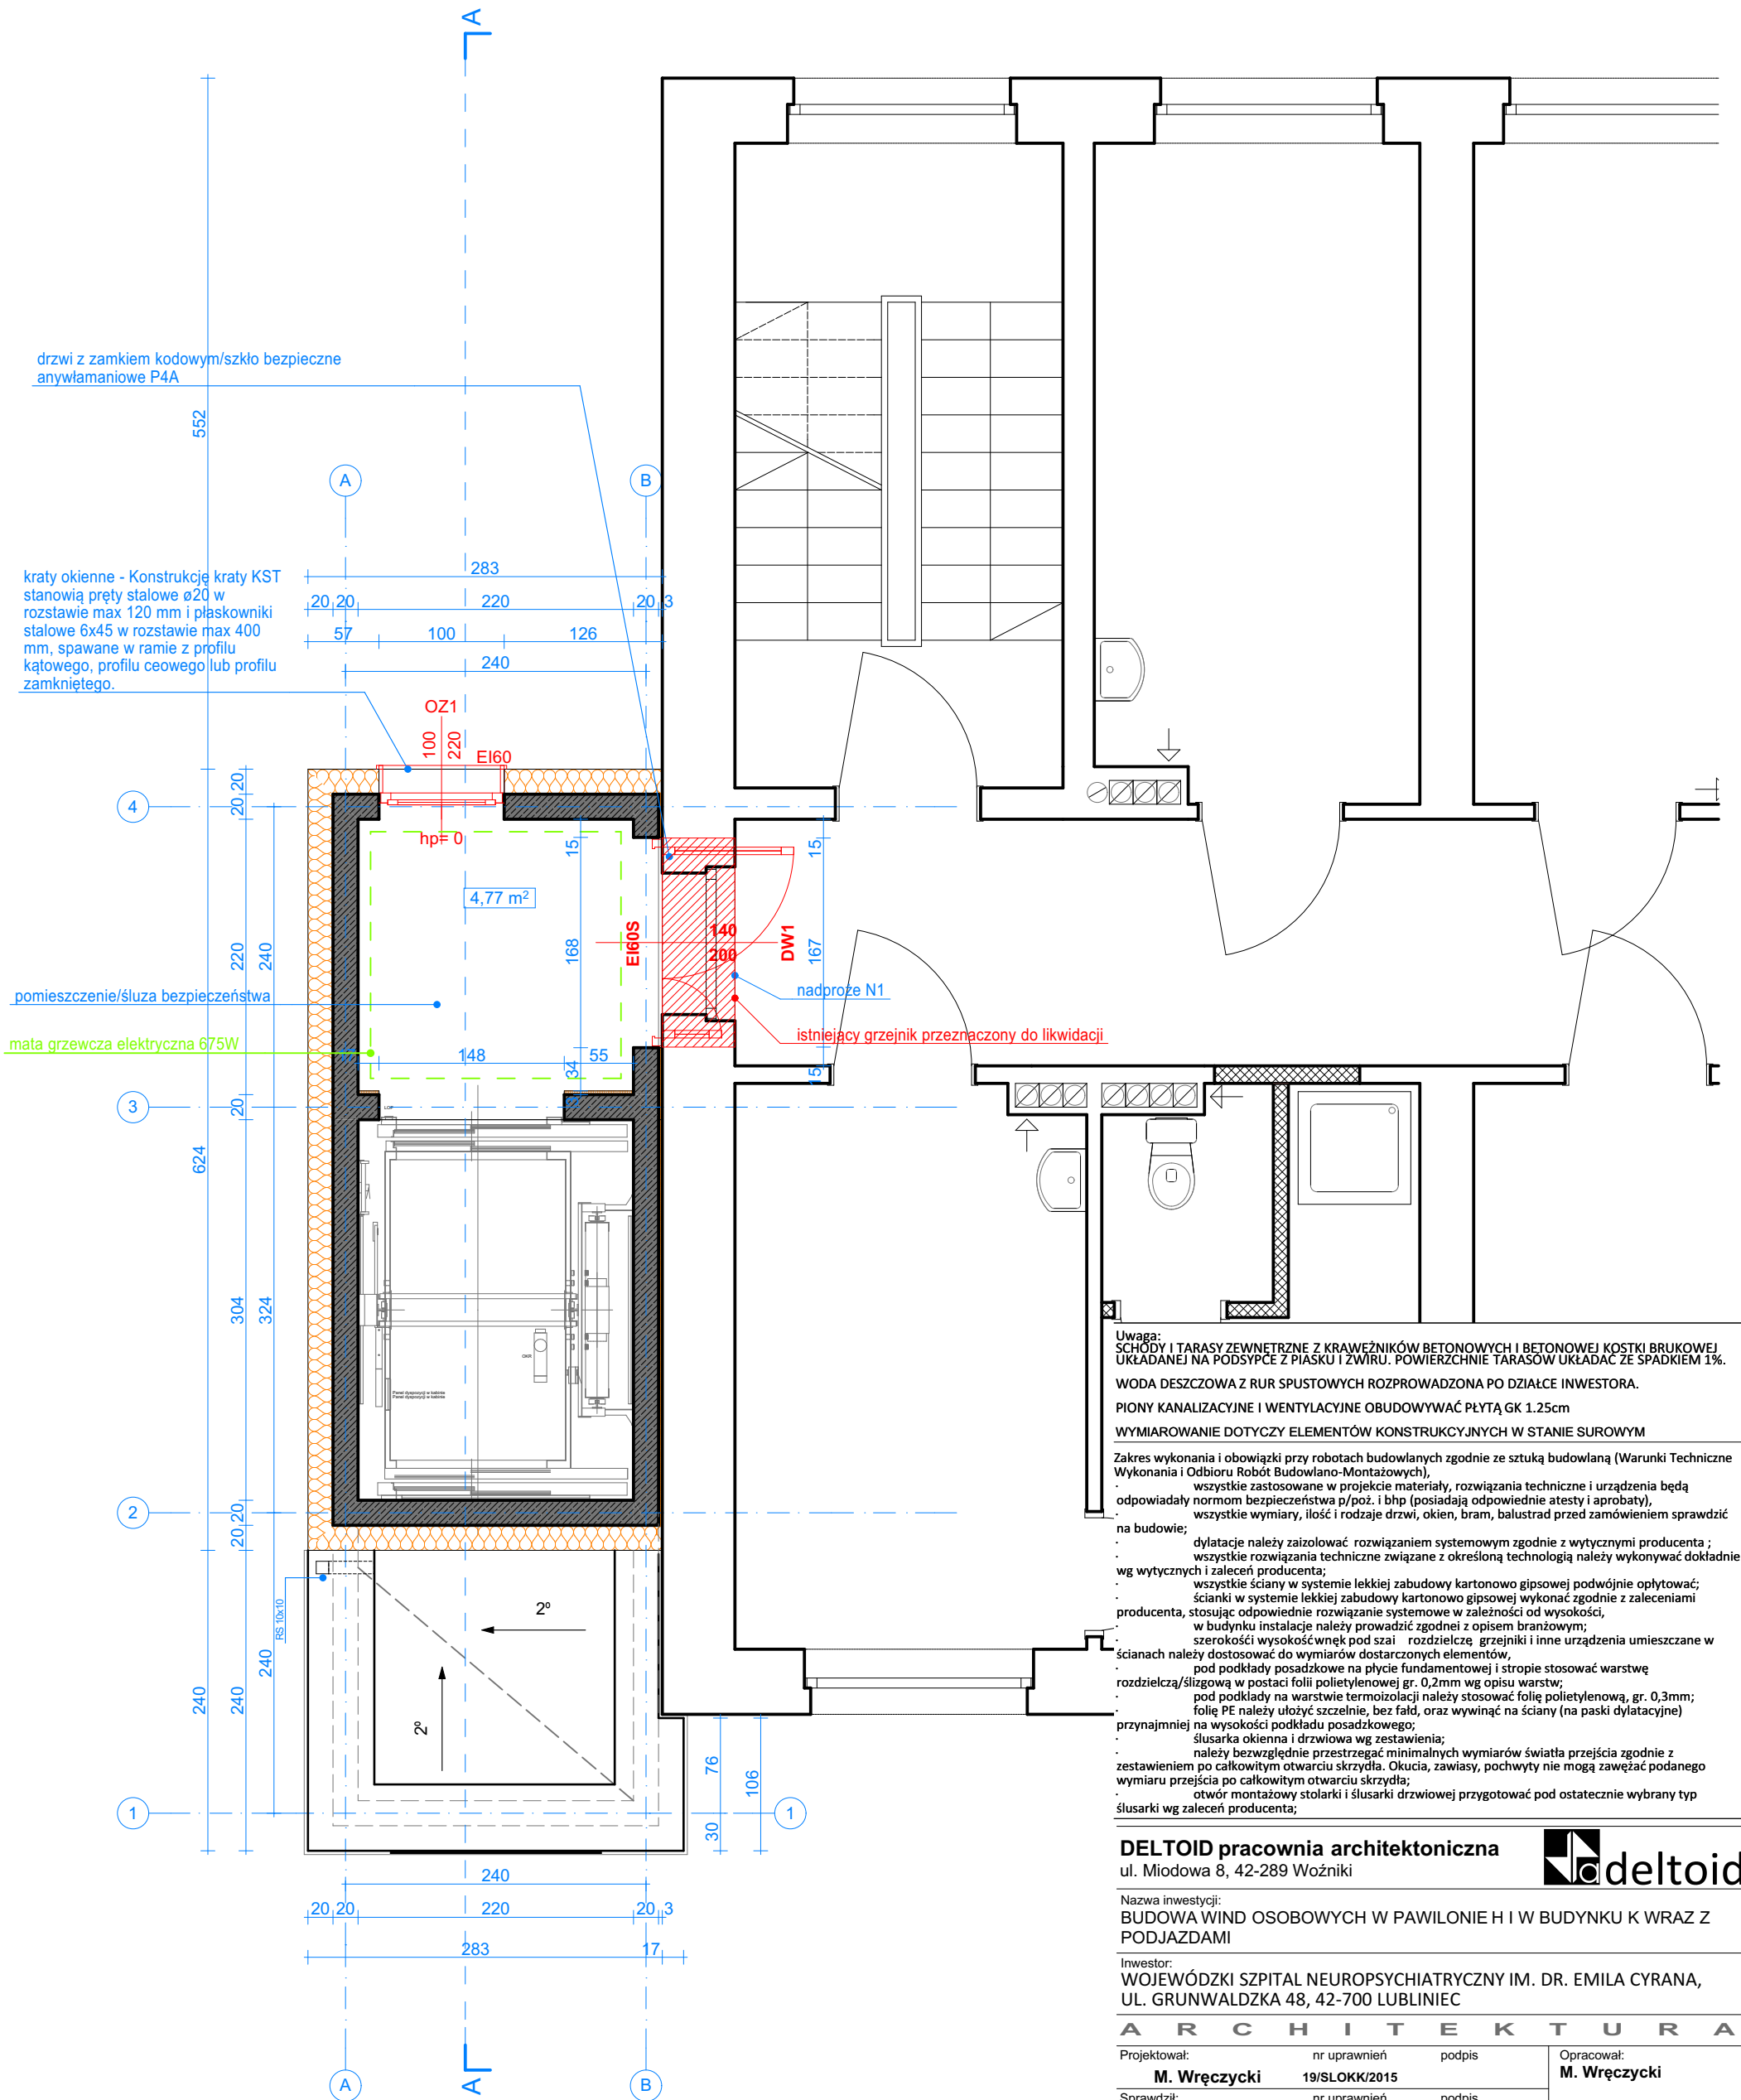 A
drzwi z zamkiem kodowym/szkło bezpieczne
anywłamaniowe P4A
552
A
B
kraty okienne - Konstrukcję kraty KST
stanowią pręty stalowe ø20 w
rozstawie max 120 mm i płaskowniki
stalowe 6x45 w rozstawie max 400
mm, spawane w ramie z profilu
kątowego, profilu ceowego lub profilu
zamkniętego.
283
20 20 220 20 3
57 100 126
240
OZ1
100
220
EI60
hp= 0
20 20
4
15
15
4,77 m²
EI60S
140
200
DW1
168
167
220
240
nadproże N1
pomieszczenie/śluza bezpieczeństwa
istniejący grzejnik przeznaczony do likwidacji
mata grzewcza elektryczna 675W
148 55
34
15
3
20
LOP
624
304
324
OKR
Panel dyspozycji w kabinie
Panel dyspozycji w kabinie
2
20 20
RS 10x10
2º
2º
240
240
240
76
106
30
1
1
240
20 20 220 20 3
283 17
A
B
A
Uwaga:
SCHODY I TARASY ZEWNĘTRZNE Z KRAWĘŻNIKÓW BETONOWYCH I BETONOWEJ KOSTKI BRUKOWEJ
UKŁADANEJ NA PODSYPCE Z PIASKU I ŻWIRU. POWIERZCHNIE TARASÓW UKŁADAĆ ZE SPADKIEM 1%.
WODA DESZCZOWA Z RUR SPUSTOWYCH ROZPROWADZONA PO DZIAŁCE INWESTORA.
PIONY KANALIZACYJNE I WENTYLACYJNE OBUDOWYWAĆ PŁYTĄ GK 1.25cm
WYMIAROWANIE DOTYCZY ELEMENTÓW KONSTRUKCYJNYCH W STANIE SUROWYM
Zakres wykonania i obowiązki przy robotach budowlanych zgodnie ze sztuką budowlaną (Warunki Techniczne
Wykonania i Odbioru Robót Budowlano-Montażowych),
· wszystkie zastosowane w projekcie materiały, rozwiązania techniczne i urządzenia będą
odpowiadały normom bezpieczeństwa p/poż. i bhp (posiadają odpowiednie atesty i aprobaty),
· wszystkie wymiary, ilość i rodzaje drzwi, okien, bram, balustrad przed zamówieniem sprawdzić
na budowie;
· dylatacje należy zaizolować rozwiązaniem systemowym zgodnie z wytycznymi producenta ;
· wszystkie rozwiązania techniczne związane z określoną technologią należy wykonywać dokładnie
wg wytycznych i zaleceń producenta;
· wszystkie ściany w systemie lekkiej zabudowy kartonowo gipsowej podwójnie opłytować;
· ścianki w systemie lekkiej zabudowy kartonowo gipsowej wykonać zgodnie z zaleceniami
producenta, stosując odpowiednie rozwiązanie systemowe w zależności od wysokości,
· w budynku instalacje należy prowadzić zgodnei z opisem branżowym;
· szerokośći wysokość wnęk pod szai rozdzielczę, grzejniki i inne urządzenia umieszczane w
ścianach należy dostosować do wymiarów dostarczonych elementów,
· pod podkłady posadzkowe na płycie fundamentowej i stropie stosować warstwę
rozdzielczą/ślizgową w postaci folii polietylenowej gr. 0,2mm wg opisu warstw;
· pod podkłady na warstwie termoizolacji należy stosować folię polietylenową, gr. 0,3mm;
· folię PE należy ułożyć szczelnie, bez fałd, oraz wywinąć na ściany (na paski dylatacyjne)
przynajmniej na wysokości podkładu posadzkowego;
· ślusarka okienna i drzwiowa wg zestawienia;
· należy bezwzględnie przestrzegać minimalnych wymiarów światła przejścia zgodnie z
zestawieniem po całkowitym otwarciu skrzydła. Okucia, zawiasy, pochwyty nie mogą zawężać podanego
wymiaru przejścia po całkowitym otwarciu skrzydła;
· otwór montażowy stolarki i ślusarki drzwiowej przygotować pod ostatecznie wybrany typ
ślusarki wg zaleceń producenta;
DELTOID pracownia architektoniczna
ul. Miodowa 8, 42-289 Woźniki
deltoid
Nazwa inwestycji:
BUDOWA WIND OSOBOWYCH W PAWILONIE H I W BUDYNKU K WRAZ Z
PODJAZDAMI
Inwestor:
WOJEWÓDZKI SZPITAL NEUROPSYCHIATRYCZNY IM. DR. EMILA CYRANA,
UL. GRUNWALDZKA 48, 42-700 LUBLINIEC
A R C H I T E K T U R A
Projektował: nr uprawnień podpis Opracował:
M. Wręczycki 19/SLOKK/2015 M. Wręczycki
Sprawdził: nr uprawnień podpis